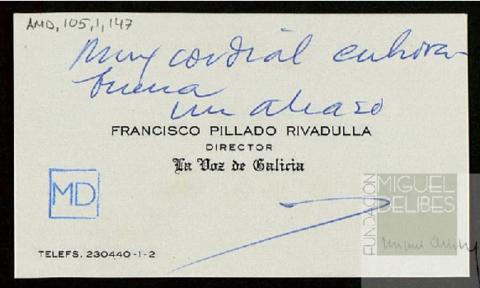 AMD, 105, 1, 147
Muy cordial enhora-
buena
un abrazo
FRANCISCO PILLADO RIVADULLA
DIRECTOR
La Voz de Galicia
MD
TELEFS. 230440-1-2
FUNDACIÓN
MIGUEL
DELIBES